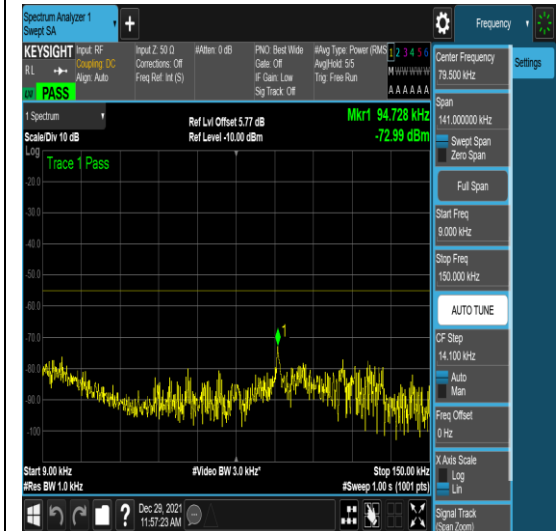 Spectrum Analyzer 1
Swept SA
Frequency
KEYSIGHT
RL
Input: RF
Coupling: DC
Align: Auto
Input Z: 50 Ω
Corrections: Off
Freq Ref: Int (S)
#Atten: 0 dB
PNO: Best Wide
Gate: Off
IF Gain: Low
Sig Track: Off
#Avg Type: Power (RMS
Avg|Hold: 5/5
Trig: Free Run
1 2 3 4 5 6
M W W W W W
A A A A A A
PASS
1 Spectrum
Scale/Div 10 dB
Ref Lvl Offset 5.77 dB
Ref Level -10.00 dBm
Mkr1 94.728 kHz
-72.99 dBm
Log
Trace 1 Pass
-20.0
-30.0
-40.0
-50.0
-60.0
-70.0
-80.0
-90.0
-100
1
Start 9.00 kHz
#Res BW 1.0 kHz
#Video BW 3.0 kHz*
Stop 150.00 kHz
#Sweep 1.00 s (1001 pts)
Dec 29, 2021
11:57:23 AM
Center Frequency
79.500 kHz
Settings
Span
141.000000 kHz
Swept Span
Zero Span
Full Span
Start Freq
9.000 kHz
Stop Freq
150.000 kHz
AUTO TUNE
CF Step
14.100 kHz
Auto
Man
Freq Offset
0 Hz
X Axis Scale
Log
Lin
Signal Track
(Span Zoom)